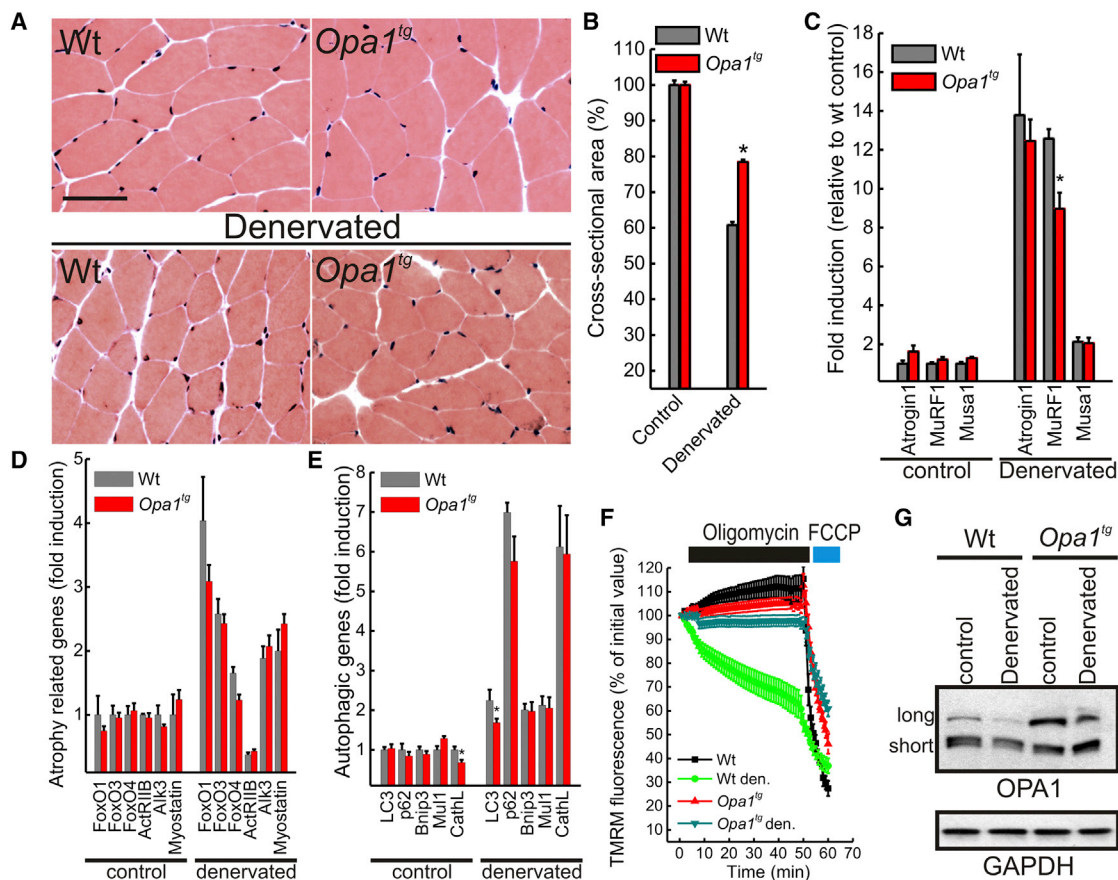 A
Wt
Opa1tg
Denervated
Wt
Opa1tg
B
Wt
Opa1tg
Cross-sectional area (%)
110
100
90
80
70
60
50
40
30
20
*
Control
Denervated
C
Wt
Opa1tg
Fold induction (relative to wt control)
18
16
14
12
10
8
6
4
2
*
Atrogin1
MuRF1
Musa1
Atrogin1
MuRF1
Musa1
control
Denervated
D
Wt
Opa1tg
Atrophy related genes (fold induction)
5
4
3
2
1
FoxO1
FoxO3
FoxO4
ActRIIB
Alk3
Myostatin
FoxO1
FoxO3
FoxO4
ActRIIB
Alk3
Myostatin
control
denervated
E
Wt
Opa1tg
Autophagic genes (fold induction)
8
7
6
5
4
3
2
1
*
*
LC3
p62
Bnip3
Mul1
CathL
LC3
p62
Bnip3
Mul1
CathL
control
denervated
F
Oligomycin FCCP
TMRM fluorescence (% of initial value)
120
110
100
90
80
70
60
50
40
30
20
10
Wt
Wt den.
Opa1tg
Opa1tg den.
0 10 20 30 40 50 60 70
Time (min)
G
Wt Opa1tg
control
Denervated
control
Denervated
long
short
OPA1
GAPDH